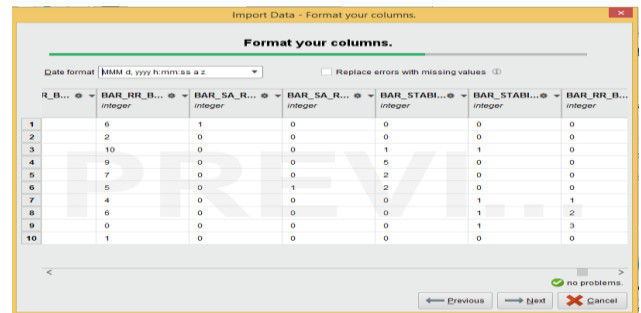 Import Data - Format your columns.
Format your columns.
Date format MMM d, yyyy h:mm:ss a z Replace errors with missing values
R_B... BAR_RR_B... BAR_SA_R... BAR_SA_R... BAR_STABI... BAR_STABI... BAR_RR_B...
integer integer integer integer integer integer
1 6 1 0 0 0 0
2 2 0 0 0 0 0
3 10 0 0 1 1 0
4 9 0 0 5 0 0
5 7 0 0 2 0 0
6 5 0 1 2 0 0
7 4 0 0 0 1 1
8 6 0 0 0 1 2
9 0 0 0 0 1 3
10 1 0 0 0 0 0
PREVI...
no problems.
Previous Next Cancel